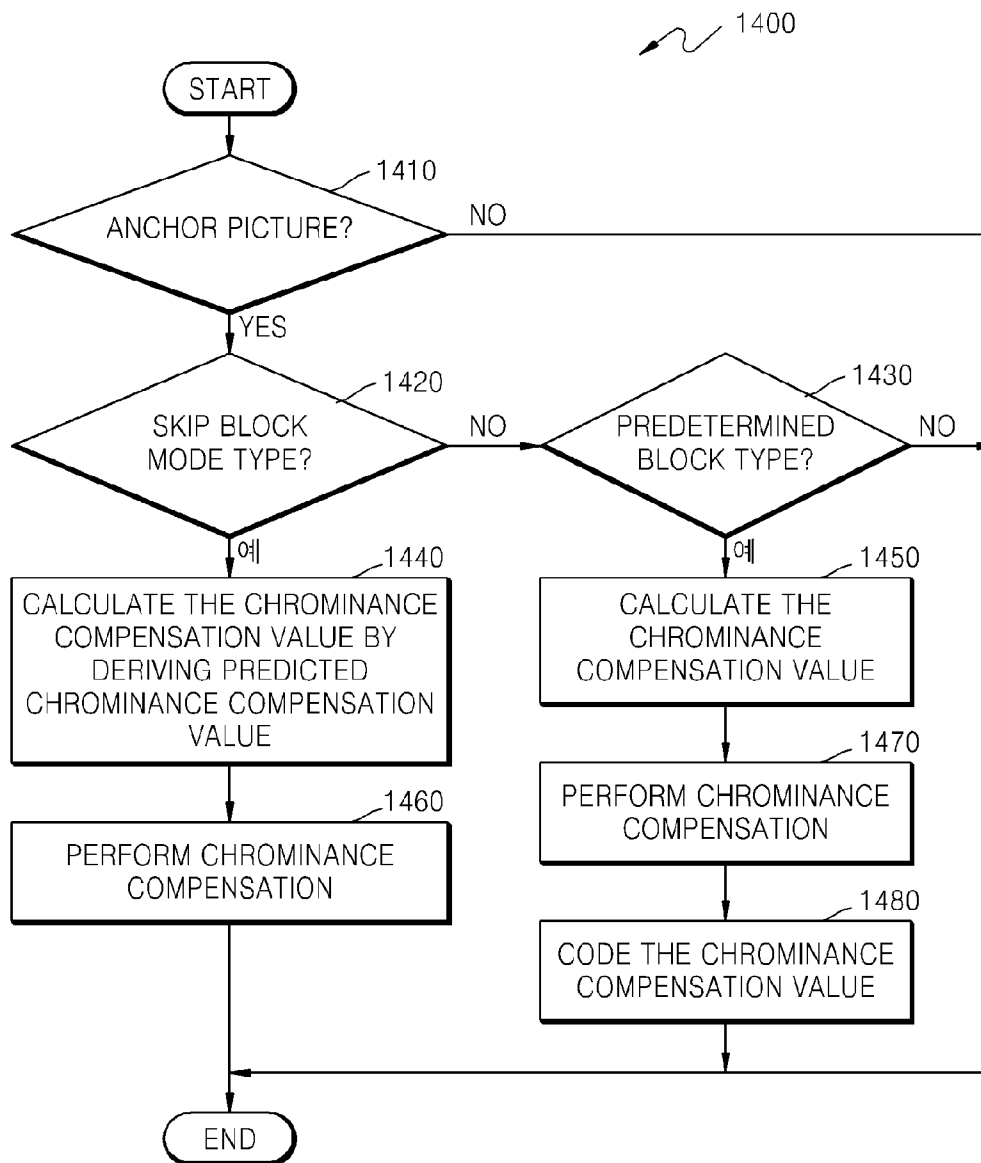 1400
START
1410
ANCHOR PICTURE?
NO
YES
1420
SKIP BLOCK
MODE TYPE?
NO
1430
PREDETERMINED
BLOCK TYPE?
NO
예
예
1440
CALCULATE THE CHROMINANCE
COMPENSATION VALUE BY
DERIVING PREDICTED
CHROMINANCE COMPENSATION
VALUE
1450
CALCULATE THE
CHROMINANCE
COMPENSATION VALUE
1460
PERFORM CHROMINANCE
COMPENSATION
1470
PERFORM CHROMINANCE
COMPENSATION
1480
CODE THE CHROMINANCE
COMPENSATION VALUE
END